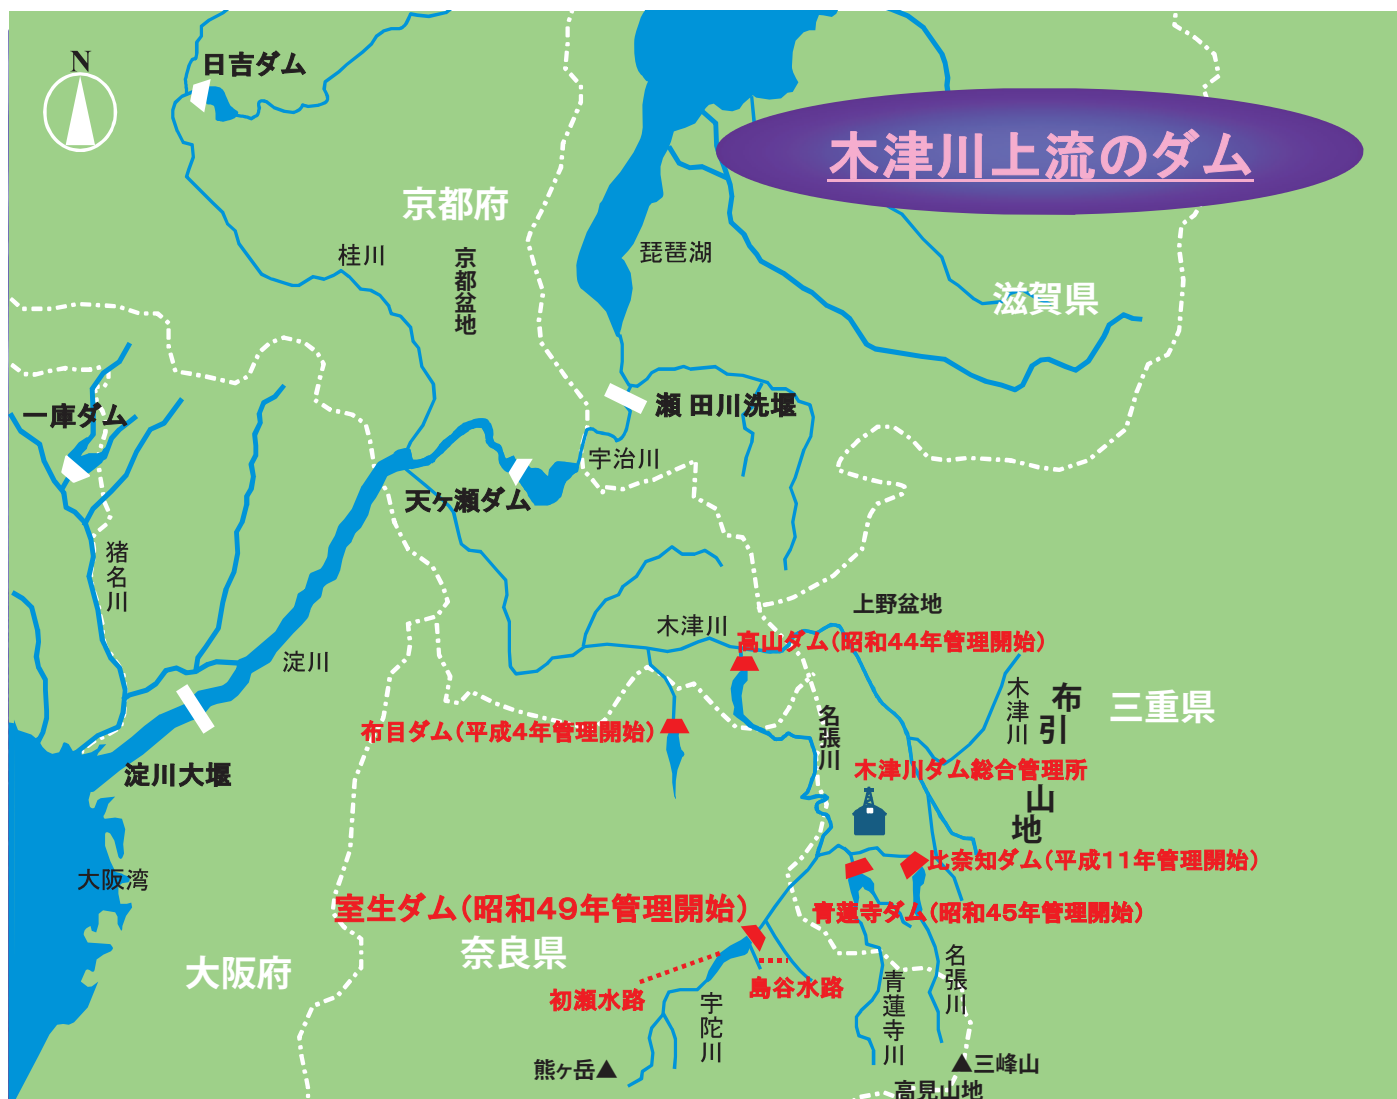 N
日吉ダム
木津川上流のダム
京都府
桂川
京都盆地
琵琶湖
滋賀県
一庫ダム
瀬田川洗堰
宇治川
天ヶ瀬ダム
猪名川
上野盆地
木津川
高山ダム(昭和44年管理開始)
淀川
木津川
布引山地
三重県
名張川
布目ダム(平成4年管理開始)
木津川ダム総合管理所
淀川大堰
大阪湾
比奈知ダム(平成11年管理開始)
室生ダム(昭和49年管理開始)
青蓮寺ダム(昭和45年管理開始)
奈良県
大阪府
初瀬水路
島谷水路
宇陀川
青蓮寺川
名張川
熊ヶ岳▲
▲三峰山
高見山地